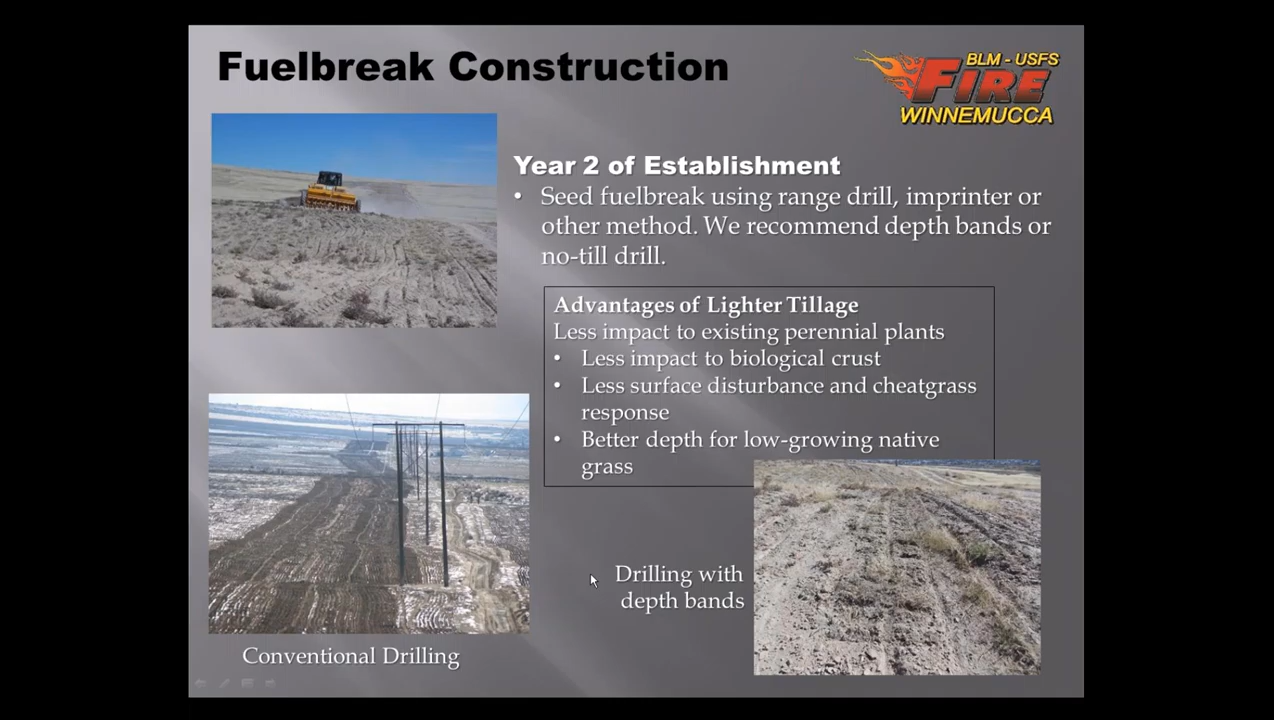 Fuelbreak Construction
BLM - USFS
FIRE
WINNEMUCCA
Year 2 of Establishment
• Seed fuelbreak using range drill, imprinter or
other method. We recommend depth bands or
no-till drill.
Advantages of Lighter Tillage
Less impact to existing perennial plants
• Less impact to biological crust
• Less surface disturbance and cheatgrass
response
• Better depth for low-growing native
grass
Drilling with
depth bands
Conventional Drilling